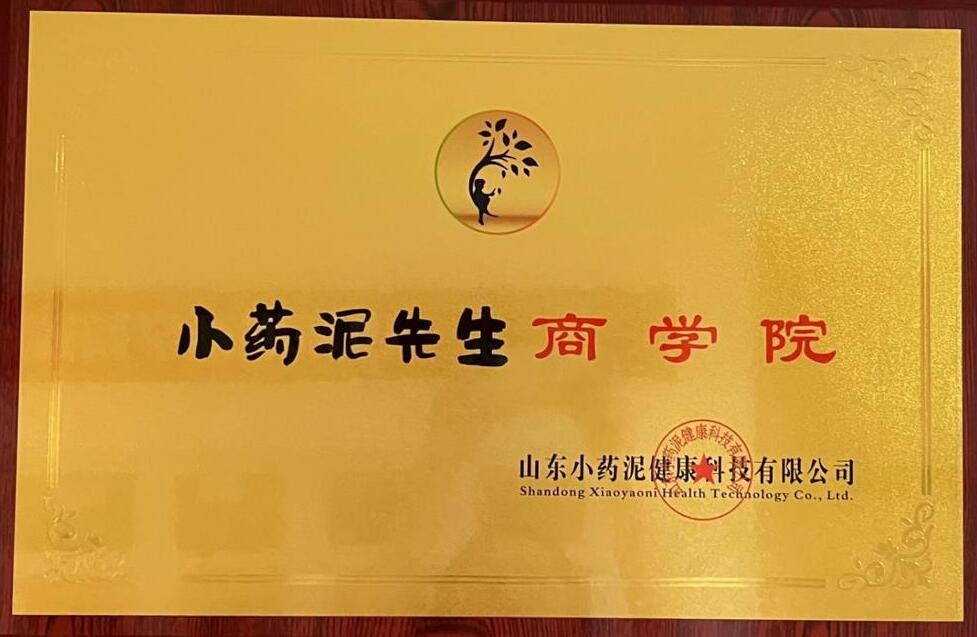 小药泥先生商学院
山东小药泥健康科技有限公司
Shandong Xiaoyaoni Health Technology Co., Ltd.